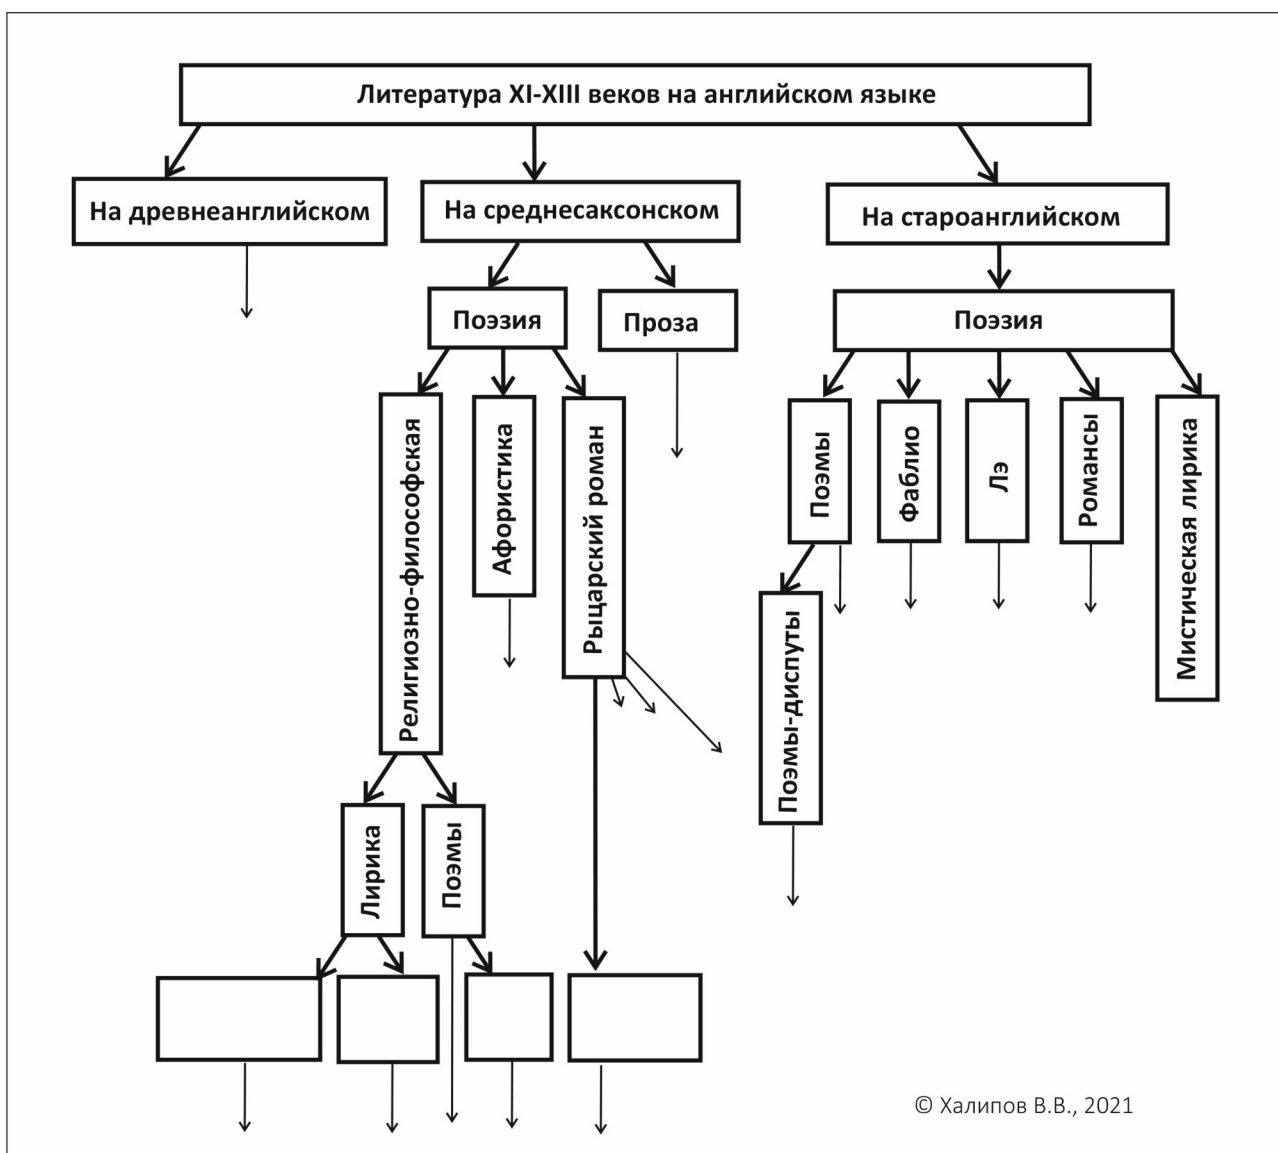 Литература XI-XIII веков на английском языке
На древнеанглийском
На среднесаксонском
На староанглийском
Поэзия
Проза
Поэзия
Религиозно-философская
Афористика
Рыцарский роман
Поэмы
Фаблио
Лэ
Романсы
Мистическая лирика
Поэмы-диспуты
Лирика
Поэмы
© Халипов В.В., 2021